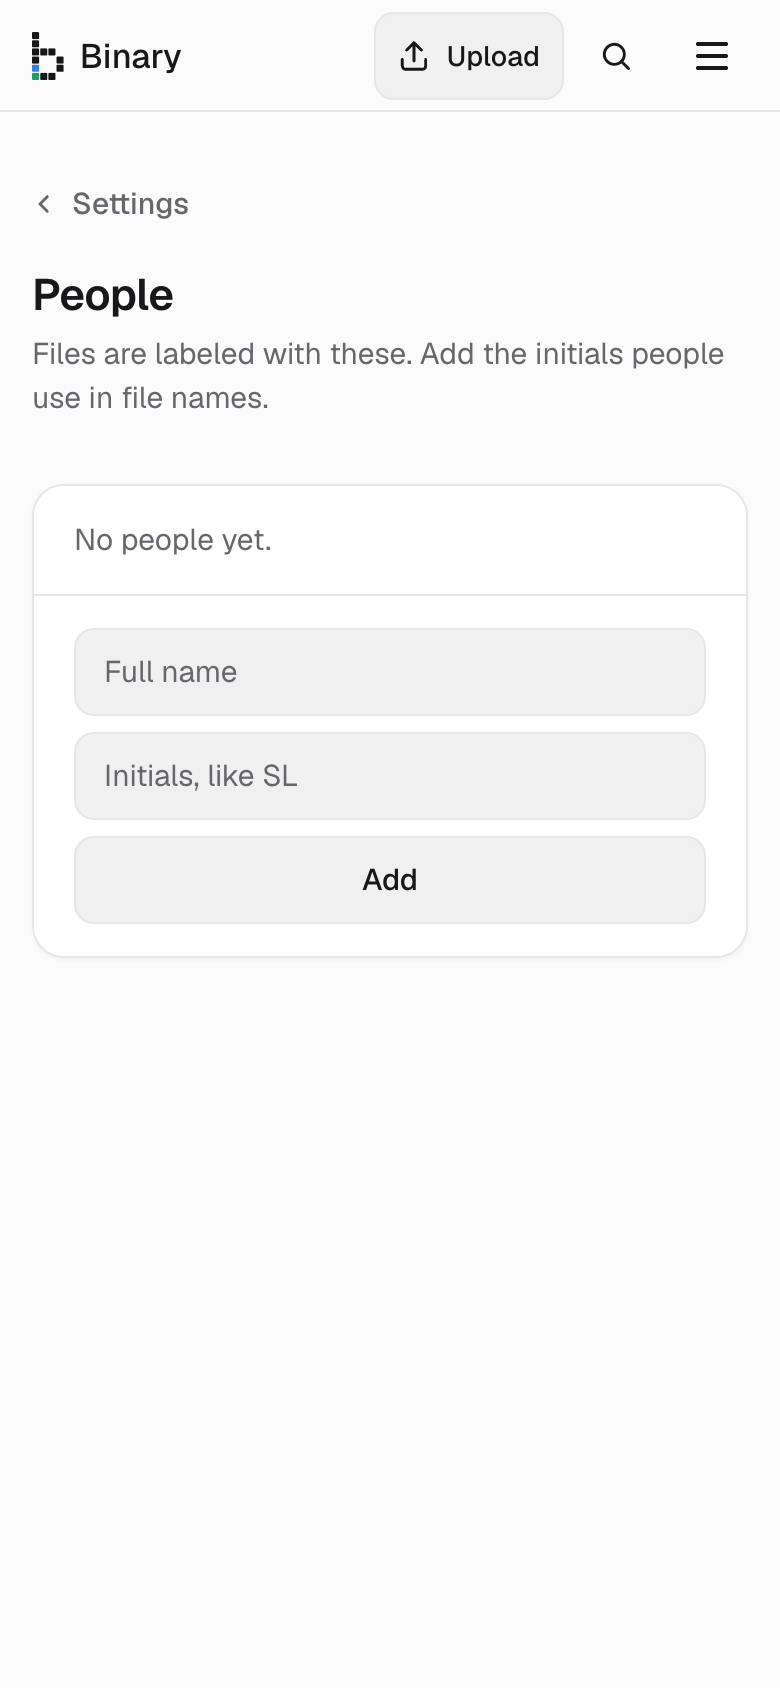 Binary
Upload
Settings
People
Files are labeled with these. Add the initials people
use in file names.
No people yet.
Full name
Initials, like SL
Add